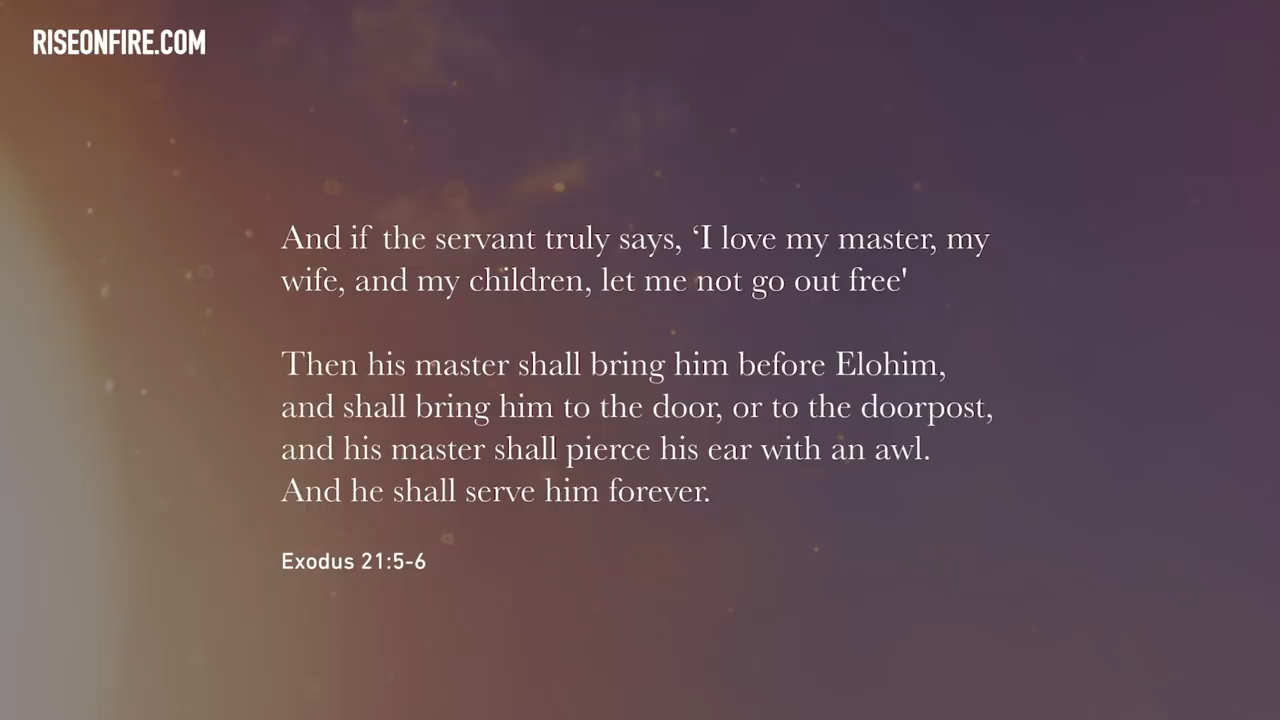 RISEONFIRE.COM
And if the servant truly says, ‘I love my master, my
wife, and my children, let me not go out free'
Then his master shall bring him before Elohim,
and shall bring him to the door, or to the doorpost,
and his master shall pierce his ear with an awl.
And he shall serve him forever.
Exodus 21:5-6